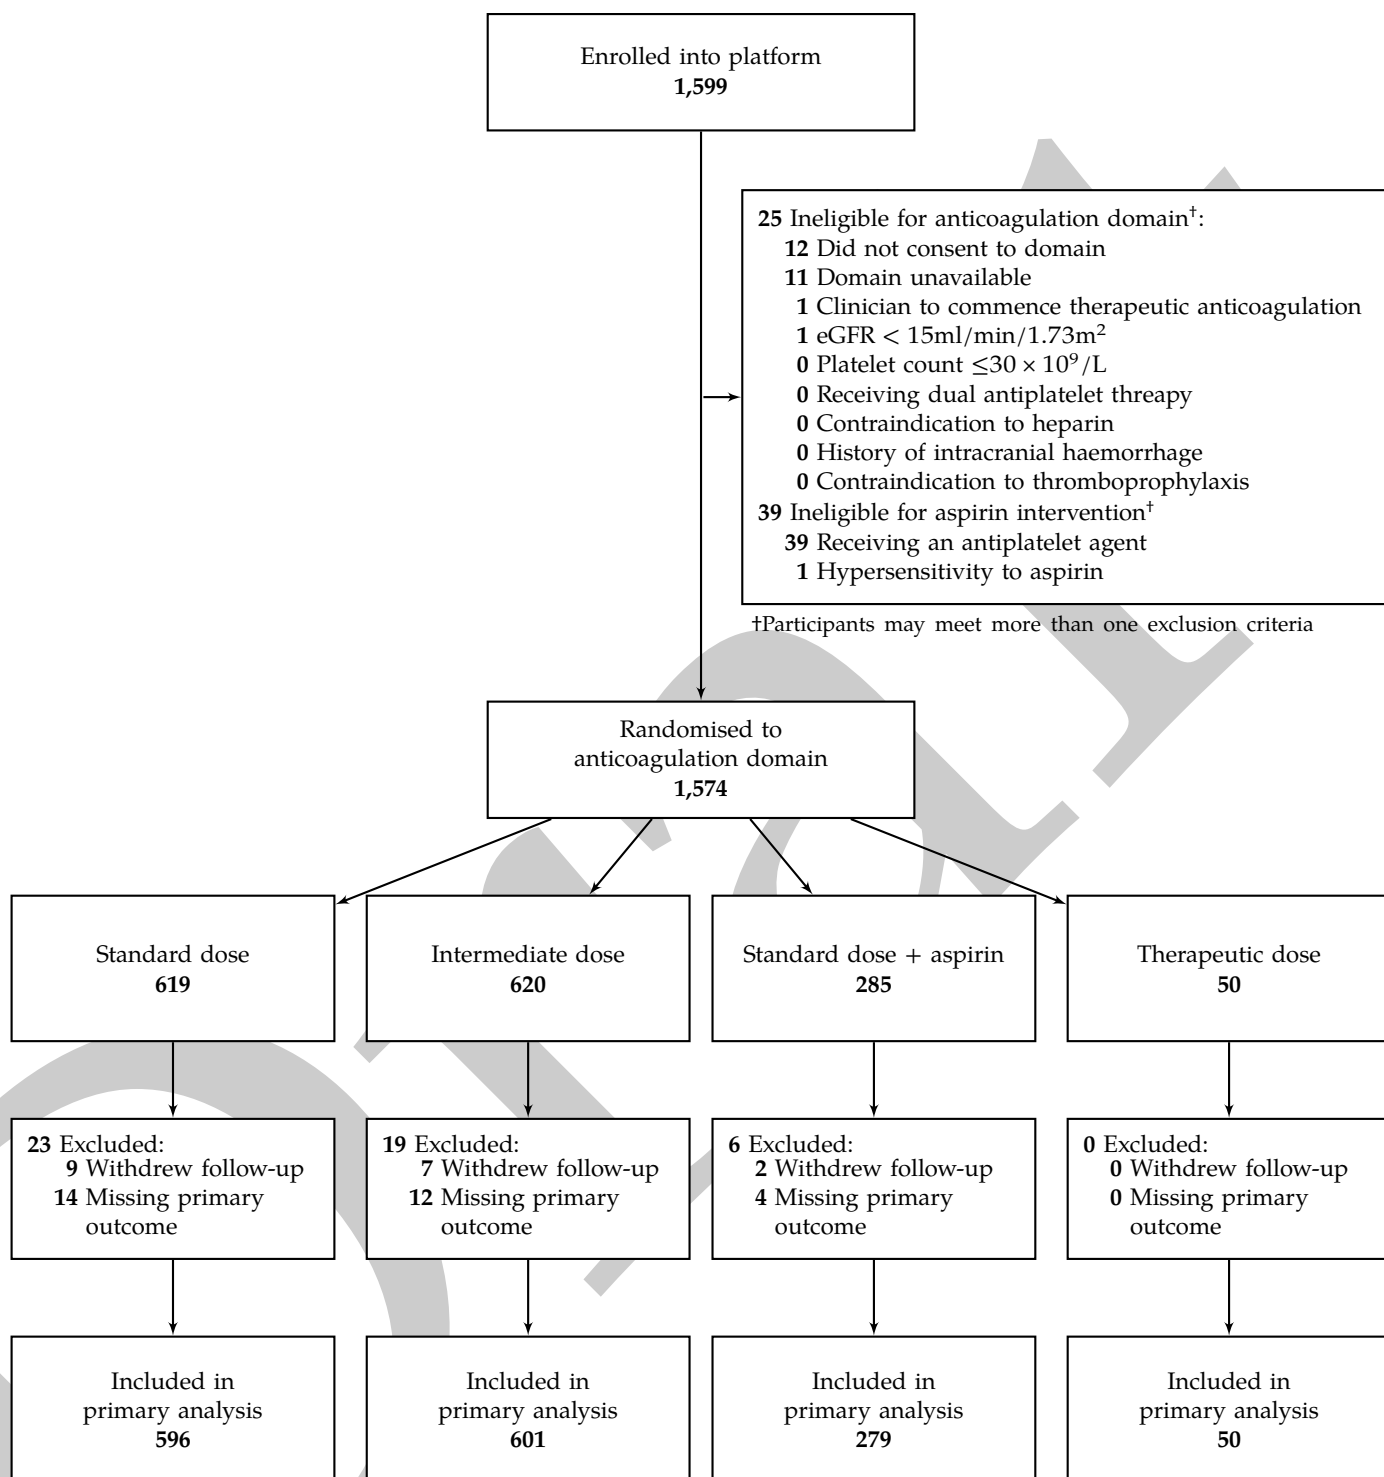 Enrolled into platform
1,599
25 Ineligible for anticoagulation domain†:
12 Did not consent to domain
11 Domain unavailable
1 Clinician to commence therapeutic anticoagulation
1 eGFR < 15ml/min/1.73m²
0 Platelet count ≤30 × 10⁹/L
0 Receiving dual antiplatelet threapy
0 Contraindication to heparin
0 History of intracranial haemorrhage
0 Contraindication to thromboprophylaxis
39 Ineligible for aspirin intervention†
39 Receiving an antiplatelet agent
1 Hypersensitivity to aspirin
†Participants may meet more than one exclusion criteria
Randomised to
anticoagulation domain
1,574
Standard dose
619
Intermediate dose
620
Standard dose + aspirin
285
Therapeutic dose
50
23 Excluded:
9 Withdrew follow-up
14 Missing primary
outcome
19 Excluded:
7 Withdrew follow-up
12 Missing primary
outcome
6 Excluded:
2 Withdrew follow-up
4 Missing primary
outcome
0 Excluded:
0 Withdrew follow-up
0 Missing primary
outcome
Included in
primary analysis
596
Included in
primary analysis
601
Included in
primary analysis
279
Included in
primary analysis
50